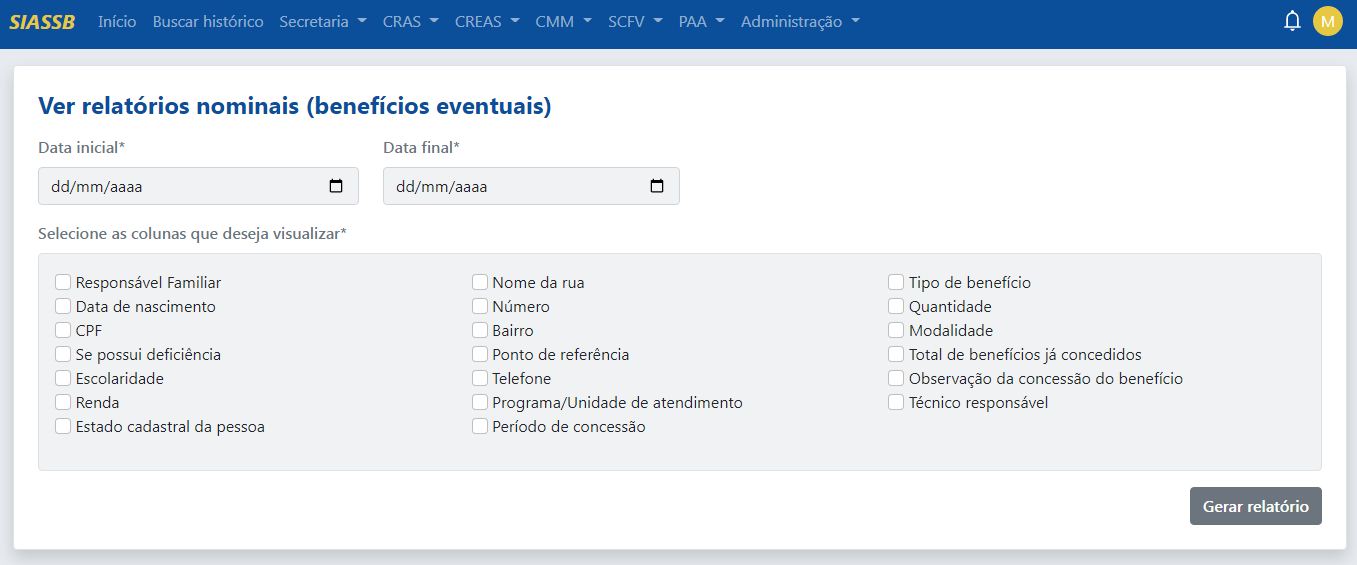 SIASSB Início Buscar histórico Secretaria CRAS CREAS CMM SCFV PAA Administração M
Ver relatórios nominais (benefícios eventuais)
Data inicial* Data final*
dd/mm/aaaa dd/mm/aaaa
Selecione as colunas que deseja visualizar*
Responsável Familiar Nome da rua Tipo de benefício
Data de nascimento Número Quantidade
CPF Bairro Modalidade
Se possui deficiência Ponto de referência Total de benefícios já concedidos
Escolaridade Telefone Observação da concessão do benefício
Renda Programa/Unidade de atendimento Técnico responsável
Estado cadastral da pessoa Período de concessão
Gerar relatório